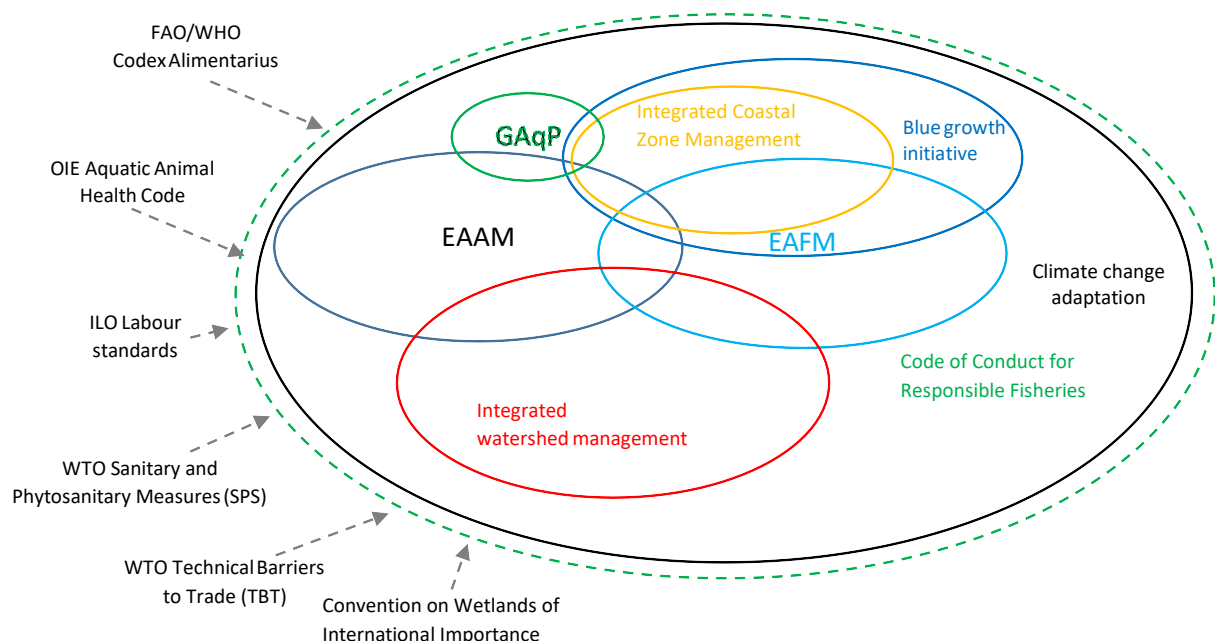 FAO/WHO
Codex Alimentarius
OIE Aquatic Animal
Health Code
ILO Labour
standards
WTO Sanitary and
Phytosanitary Measures (SPS)
WTO Technical Barriers
to Trade (TBT)
Convention on Wetlands of
International Importance
GAqP
Integrated Coastal
Zone Management
Blue growth
initiative
EAAM
EAFM
Climate change
adaptation
Code of Conduct for
Responsible Fisheries
Integrated
watershed management